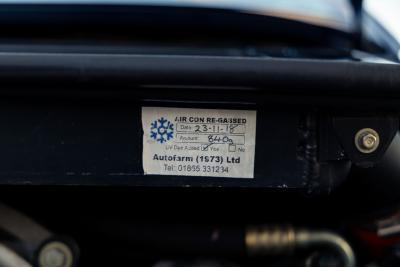 AIR CON RE-GASSED
Date: 23-11-18
Amount: 840g
UV Dye Added Yes No
Autofarm (1973) Ltd
Tel: 01865 331234